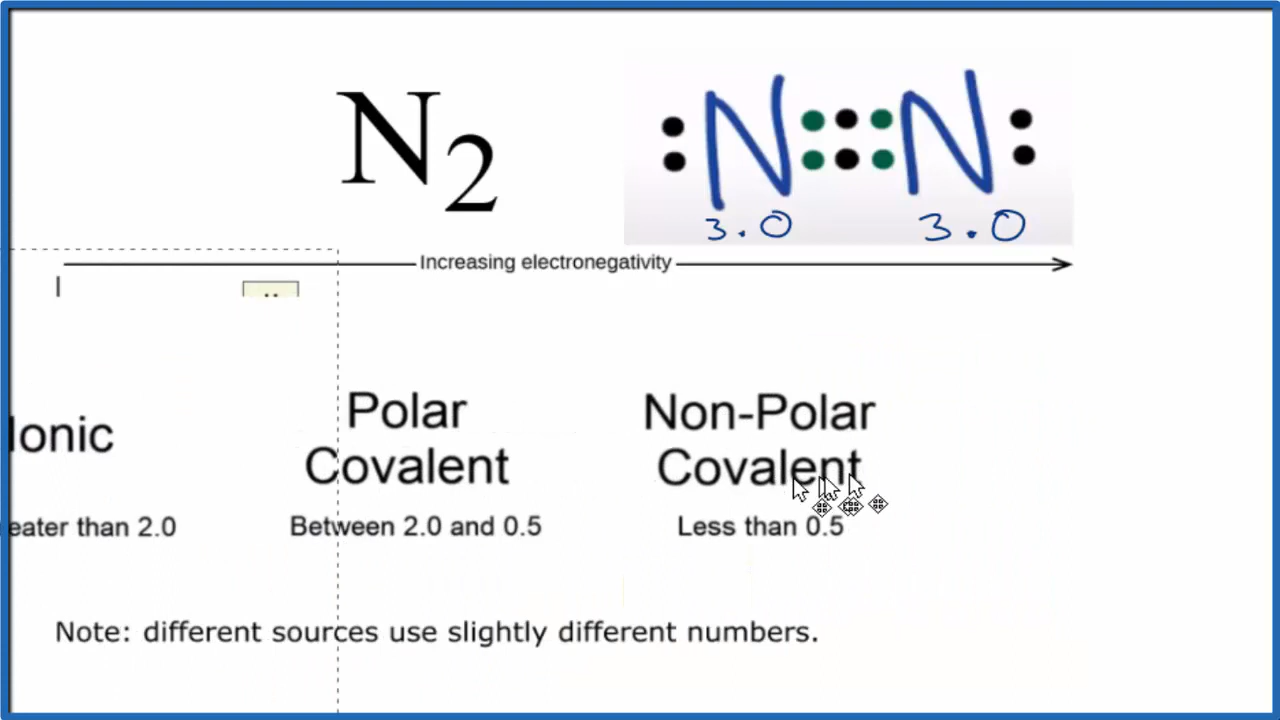 N2
N N
3.0 3.0
Increasing electronegativity
Ionic
Polar
Covalent
Non-Polar
Covalent
eater than 2.0
Between 2.0 and 0.5
Less than 0.5
Note: different sources use slightly different numbers.